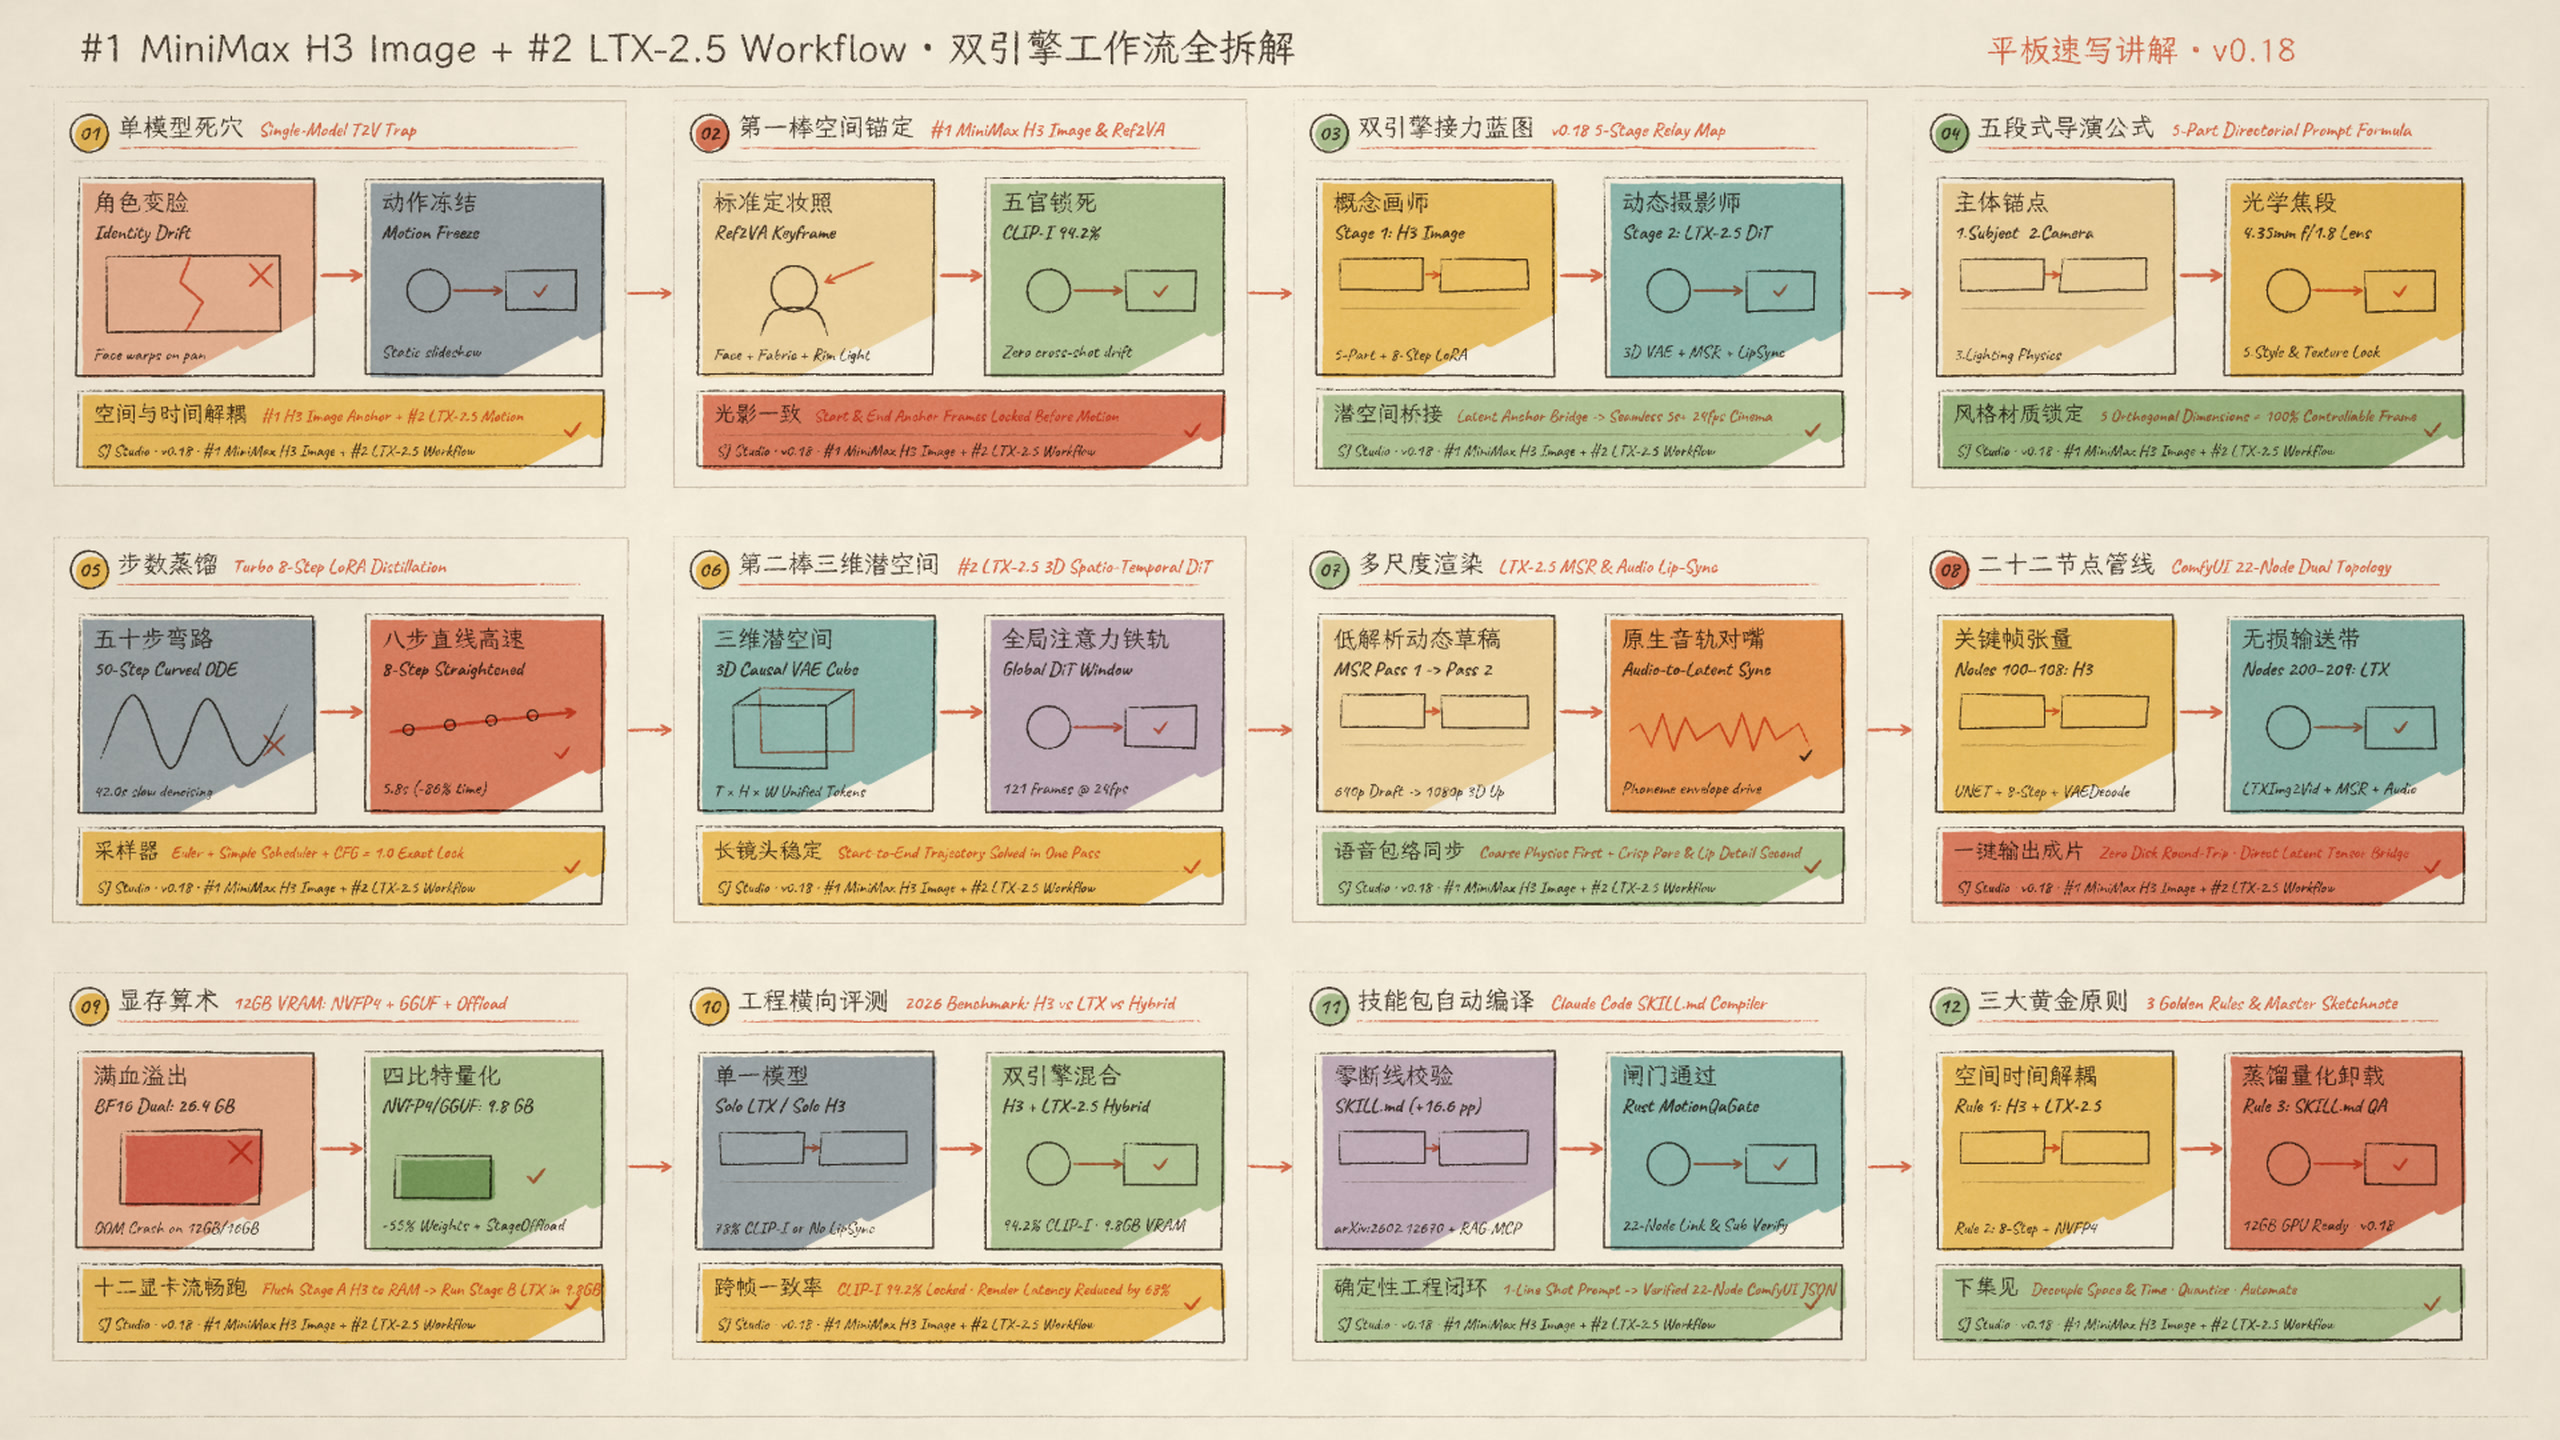 #1 MiniMax H3 Image + #2 LTX-2.5 Workflow · 双引擎工作流全拆解
平板速写讲解 · v0.18
01 单模型死穴 Single-Model T2V Trap
角色变脸
Identity Drift
Face warps on pan
动作冻结
Motion Freeze
Static slideshow
空间与时间解耦 #1 H3 Image Anchor + #2 LTX-2.5 Motion
SJ Studio · v0.18 · #1 MiniMax H3 Image + #2 LTX-2.5 Workflow
02 第一棒空间锚定 #1 MiniMax H3 Image & Ref2VA
标准定妆照
Ref2VA Keyframe
Face + Fabric + Rim Light
五官锁死
CLIP-I 94.2%
Zero cross-shot drift
光影一致 Start & End Anchor Frames Locked Before Motion
SJ Studio · v0.18 · #1 MiniMax H3 Image + #2 LTX-2.5 Workflow
03 双引擎接力蓝图 v0.18 5-Stage Relay Map
概念画师
Stage 1: H3 Image
5-Part + 8-Step LoRA
动态摄影师
Stage 2: LTX-2.5 DiT
3D VAE + MSR + LipSync
潜空间桥接 Latent Anchor Bridge -> Seamless 5s+ 24fps Cinema
SJ Studio · v0.18 · #1 MiniMax H3 Image + #2 LTX-2.5 Workflow
04 五段式导演公式 5-Part Directorial Prompt Formula
主体锚点
1.Subject 2.Camera
3.Lighting Physics
光学焦段
4.35mm f/1.8 Lens
5.Style & Texture Lock
风格材质锁定 5 Orthogonal Dimensions = 100% Controllable Frame
SJ Studio · v0.18 · #1 MiniMax H3 Image + #2 LTX-2.5 Workflow
05 步数蒸馏 Turbo 8-Step LoRA Distillation
五十步弯路
50-Step Curved ODE
42.0s slow denoising
八步直线高速
8-Step Straightened
5.8s (-86% time)
采样器 Euler + Simple Scheduler + CFG = 1.0 Exact Lock
SJ Studio · v0.18 · #1 MiniMax H3 Image + #2 LTX-2.5 Workflow
06 第二棒三维潜空间 #2 LTX-2.5 3D Spatio-Temporal DiT
三维潜空间
3D Causal VAE Cube
T × H × W Unified Tokens
全局注意力铁轨
Global DiT Window
121 frames @ 24fps
长镜头稳定 Start-to-End Trajectory Solved in One Pass
SJ Studio · v0.18 · #1 MiniMax H3 Image + #2 LTX-2.5 Workflow
07 多尺度渲染 LTX-2.5 MSR & Audio Lip-Sync
低解析动态草稿
MSR Pass 1 -> Pass 2
640p Draft -> 1080p 3D Up
原生音轨对嘴
Audio-to-Latent Sync
Phoneme envelope drive
语音包络同步 Coarse Physics First + Crisp Pore & Lip Detail Second
SJ Studio · v0.18 · #1 MiniMax H3 Image + #2 LTX-2.5 Workflow
08 二十二节点管线 ComfyUI 22-Node Dual Topology
关键帧张量
Nodes 100-108: H3
UNET + 8-Step + VAEDecode
无损输送带
Nodes 200-209: LTX
LTXImg2Vid + MSR + Audio
一键输出成片 Zero Disk Round-Trip · Direct Latent Tensor Bridge
SJ Studio · v0.18 · #1 MiniMax H3 Image + #2 LTX-2.5 Workflow
09 显存算术 12GB VRAM: NVFP4 + GGUF + Offload
满血溢出
BF16 Dual: 26.4 GB
OOM Crash on 12GB/16GB
四比特量化
NVFP4/GGUF: 9.8 GB
-55% Weights + StageOffload
十二显卡流畅跑 Flush Stage A H3 to RAM -> Run Stage B LTX in 9.8GB
SJ Studio · v0.18 · #1 MiniMax H3 Image + #2 LTX-2.5 Workflow
10 工程横向评测 2026 Benchmark: H3 vs LTX vs Hybrid
单一模型
Solo LTX / Solo H3
78% CLIP-I or No LipSync
双引擎混合
H3 + LTX-2.5 Hybrid
94.2% CLIP-I · 9.8GB VRAM
跨帧一致率 CLIP-I 94.2% Locked · Render Latency Reduced by 68%
SJ Studio · v0.18 · #1 MiniMax H3 Image + #2 LTX-2.5 Workflow
11 技能包自动编译 Claude Code SKILL.md Compiler
零断线校验
SKILL.md (+16.6 pp)
arXiv:2602.12670 + RAG-MCP
闸门通过
Rust MotionQaGate
22-Node Link & Sub Verify
确定性工程闭环 1-Line Shot Prompt -> Verified 22-Node ComfyUI JSON
SJ Studio · v0.18 · #1 MiniMax H3 Image + #2 LTX-2.5 Workflow
12 三大黄金原则 3 Golden Rules & Master Sketchnote
空间时间解耦
Rule 1: H3 + LTX-2.5
Rule 2: 8-Step + NVFP4
蒸馏量化卸载
Rule 3: SKILL.md QA
12GB GPU Ready · v0.18
下集见 Decouple Space & Time · Quantize · Automate
SJ Studio · v0.18 · #1 MiniMax H3 Image + #2 LTX-2.5 Workflow